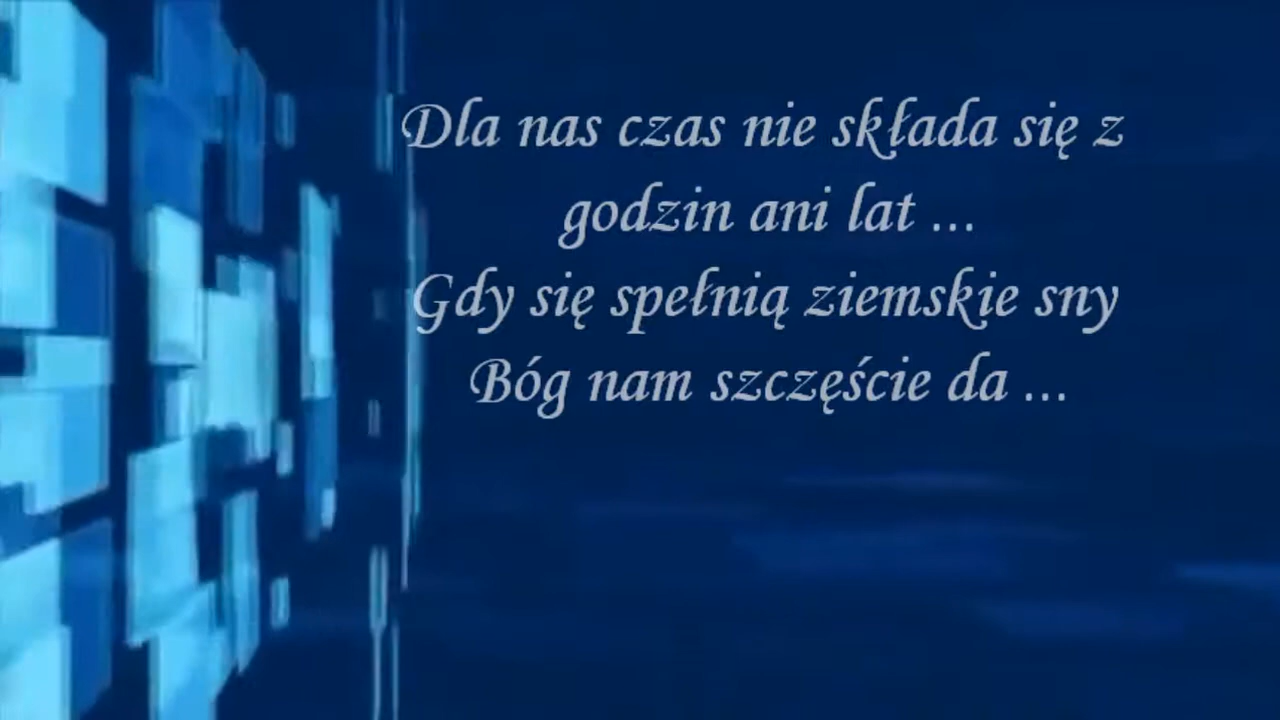 Dla nas czas nie składa się z
godzin ani lat ...
Gdy się spełnią ziemskie sny
Bóg nam szczęście da ...